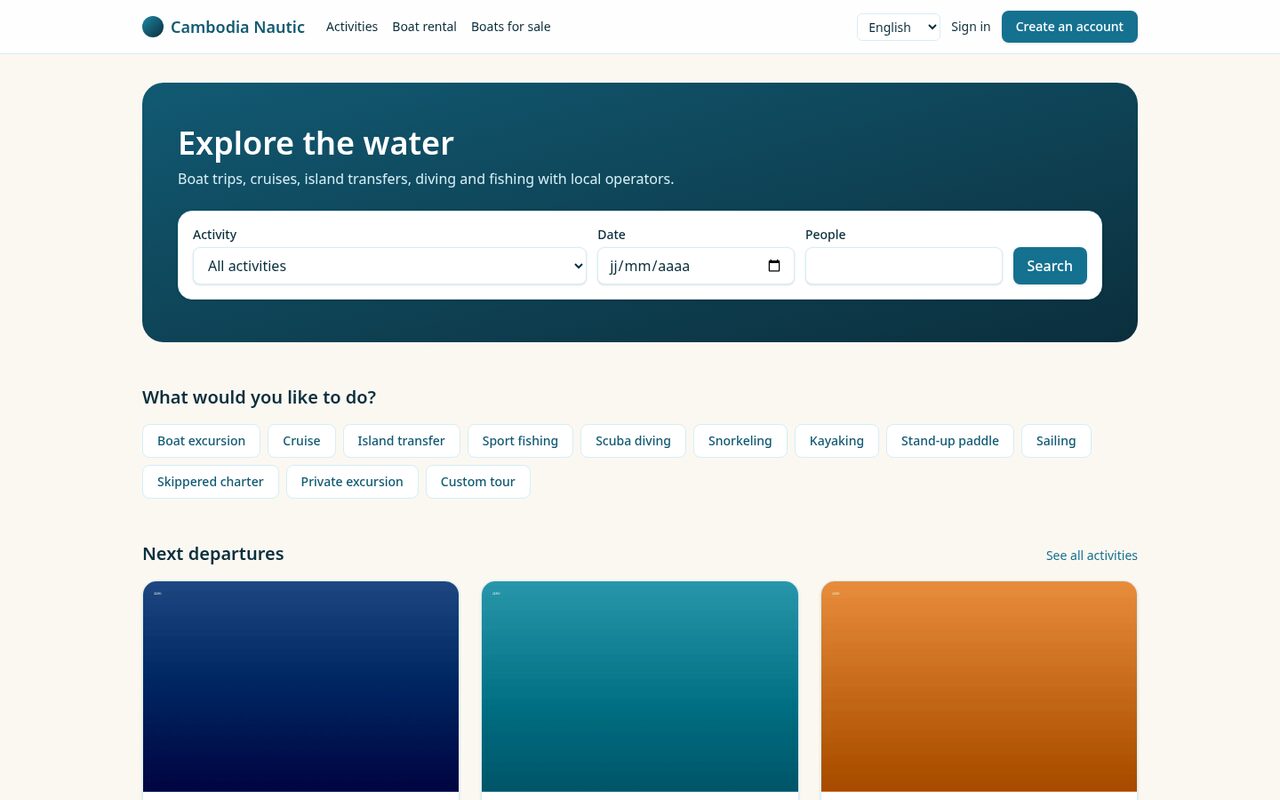 Cambodia Nautic Activities Boat rental Boats for sale English Sign in Create an account
Explore the water
Boat trips, cruises, island transfers, diving and fishing with local operators.
Activity Date People
All activities jj/mm/aaaa Search
What would you like to do?
Boat excursion Cruise Island transfer Sport fishing Scuba diving Snorkeling Kayaking Stand-up paddle Sailing
Skippered charter Private excursion Custom tour
Next departures See all activities